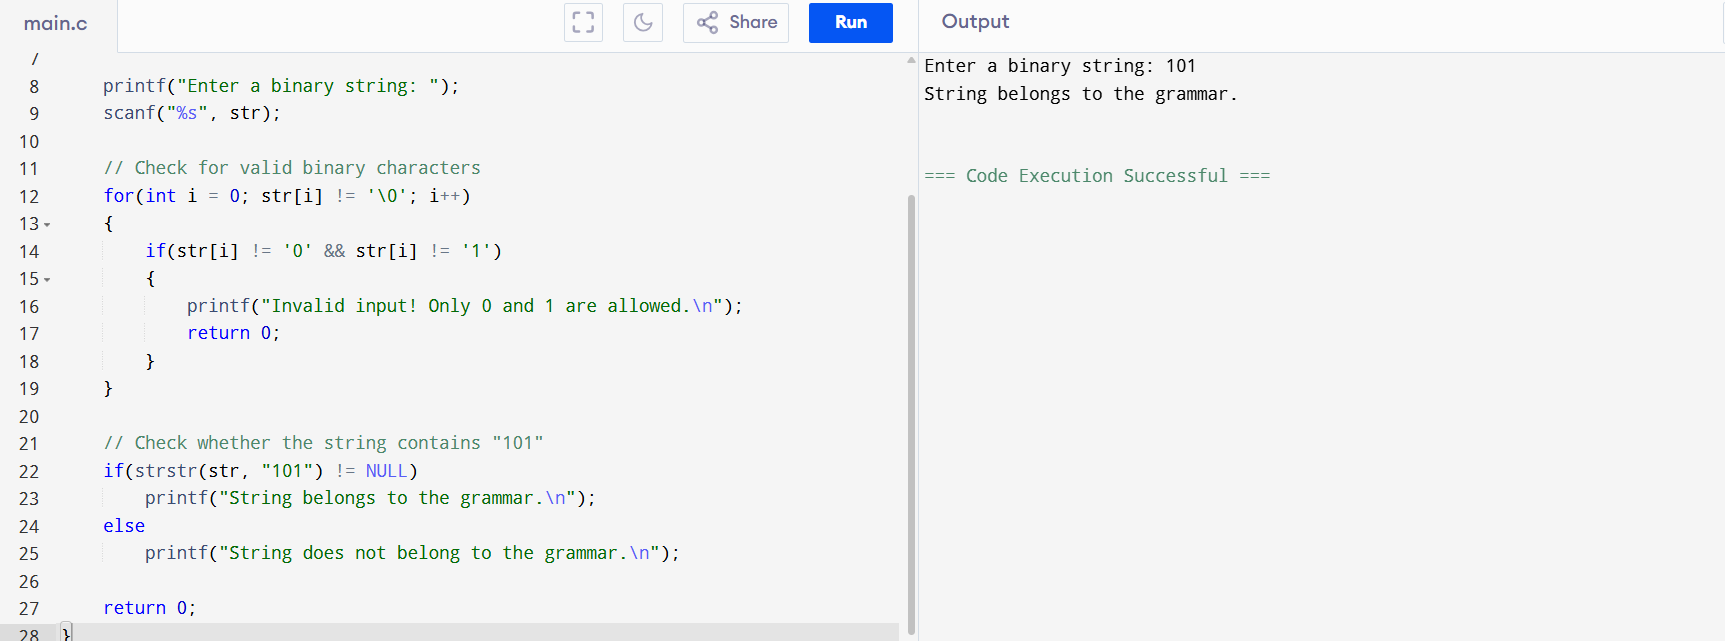 main.c
Share
Run
Output
7
8 printf("Enter a binary string: ");
9 scanf("%s", str);
10
11 // Check for valid binary characters
12 for(int i = 0; str[i] != '\0'; i++)
13 {
14 if(str[i] != '0' && str[i] != '1')
15 {
16 printf("Invalid input! Only 0 and 1 are allowed.\n");
17 return 0;
18 }
19 }
20
21 // Check whether the string contains "101"
22 if(strstr(str, "101") != NULL)
23 printf("String belongs to the grammar.\n");
24 else
25 printf("String does not belong to the grammar.\n");
26
27 return 0;
28 }
Enter a binary string: 101
String belongs to the grammar.
=== Code Execution Successful ===